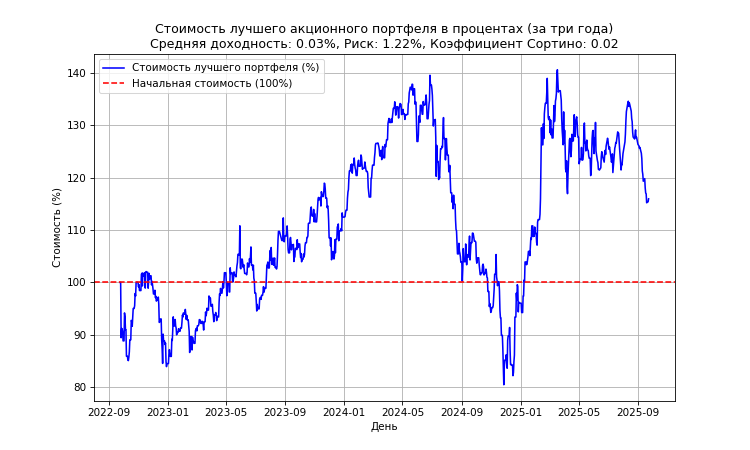 Стоимость лучшего акционного портфеля в процентах (за три года)
Средняя доходность: 0.03%, Риск: 1.22%, Коэффициент Сортино: 0.02
Стоимость лучшего портфеля (%)
Начальная стоимость (100%)
Стоимость (%)
140
130
120
110
100
90
80
2022-09 2023-01 2023-05 2023-09 2024-01 2024-05 2024-09 2025-01 2025-05 2025-09
День